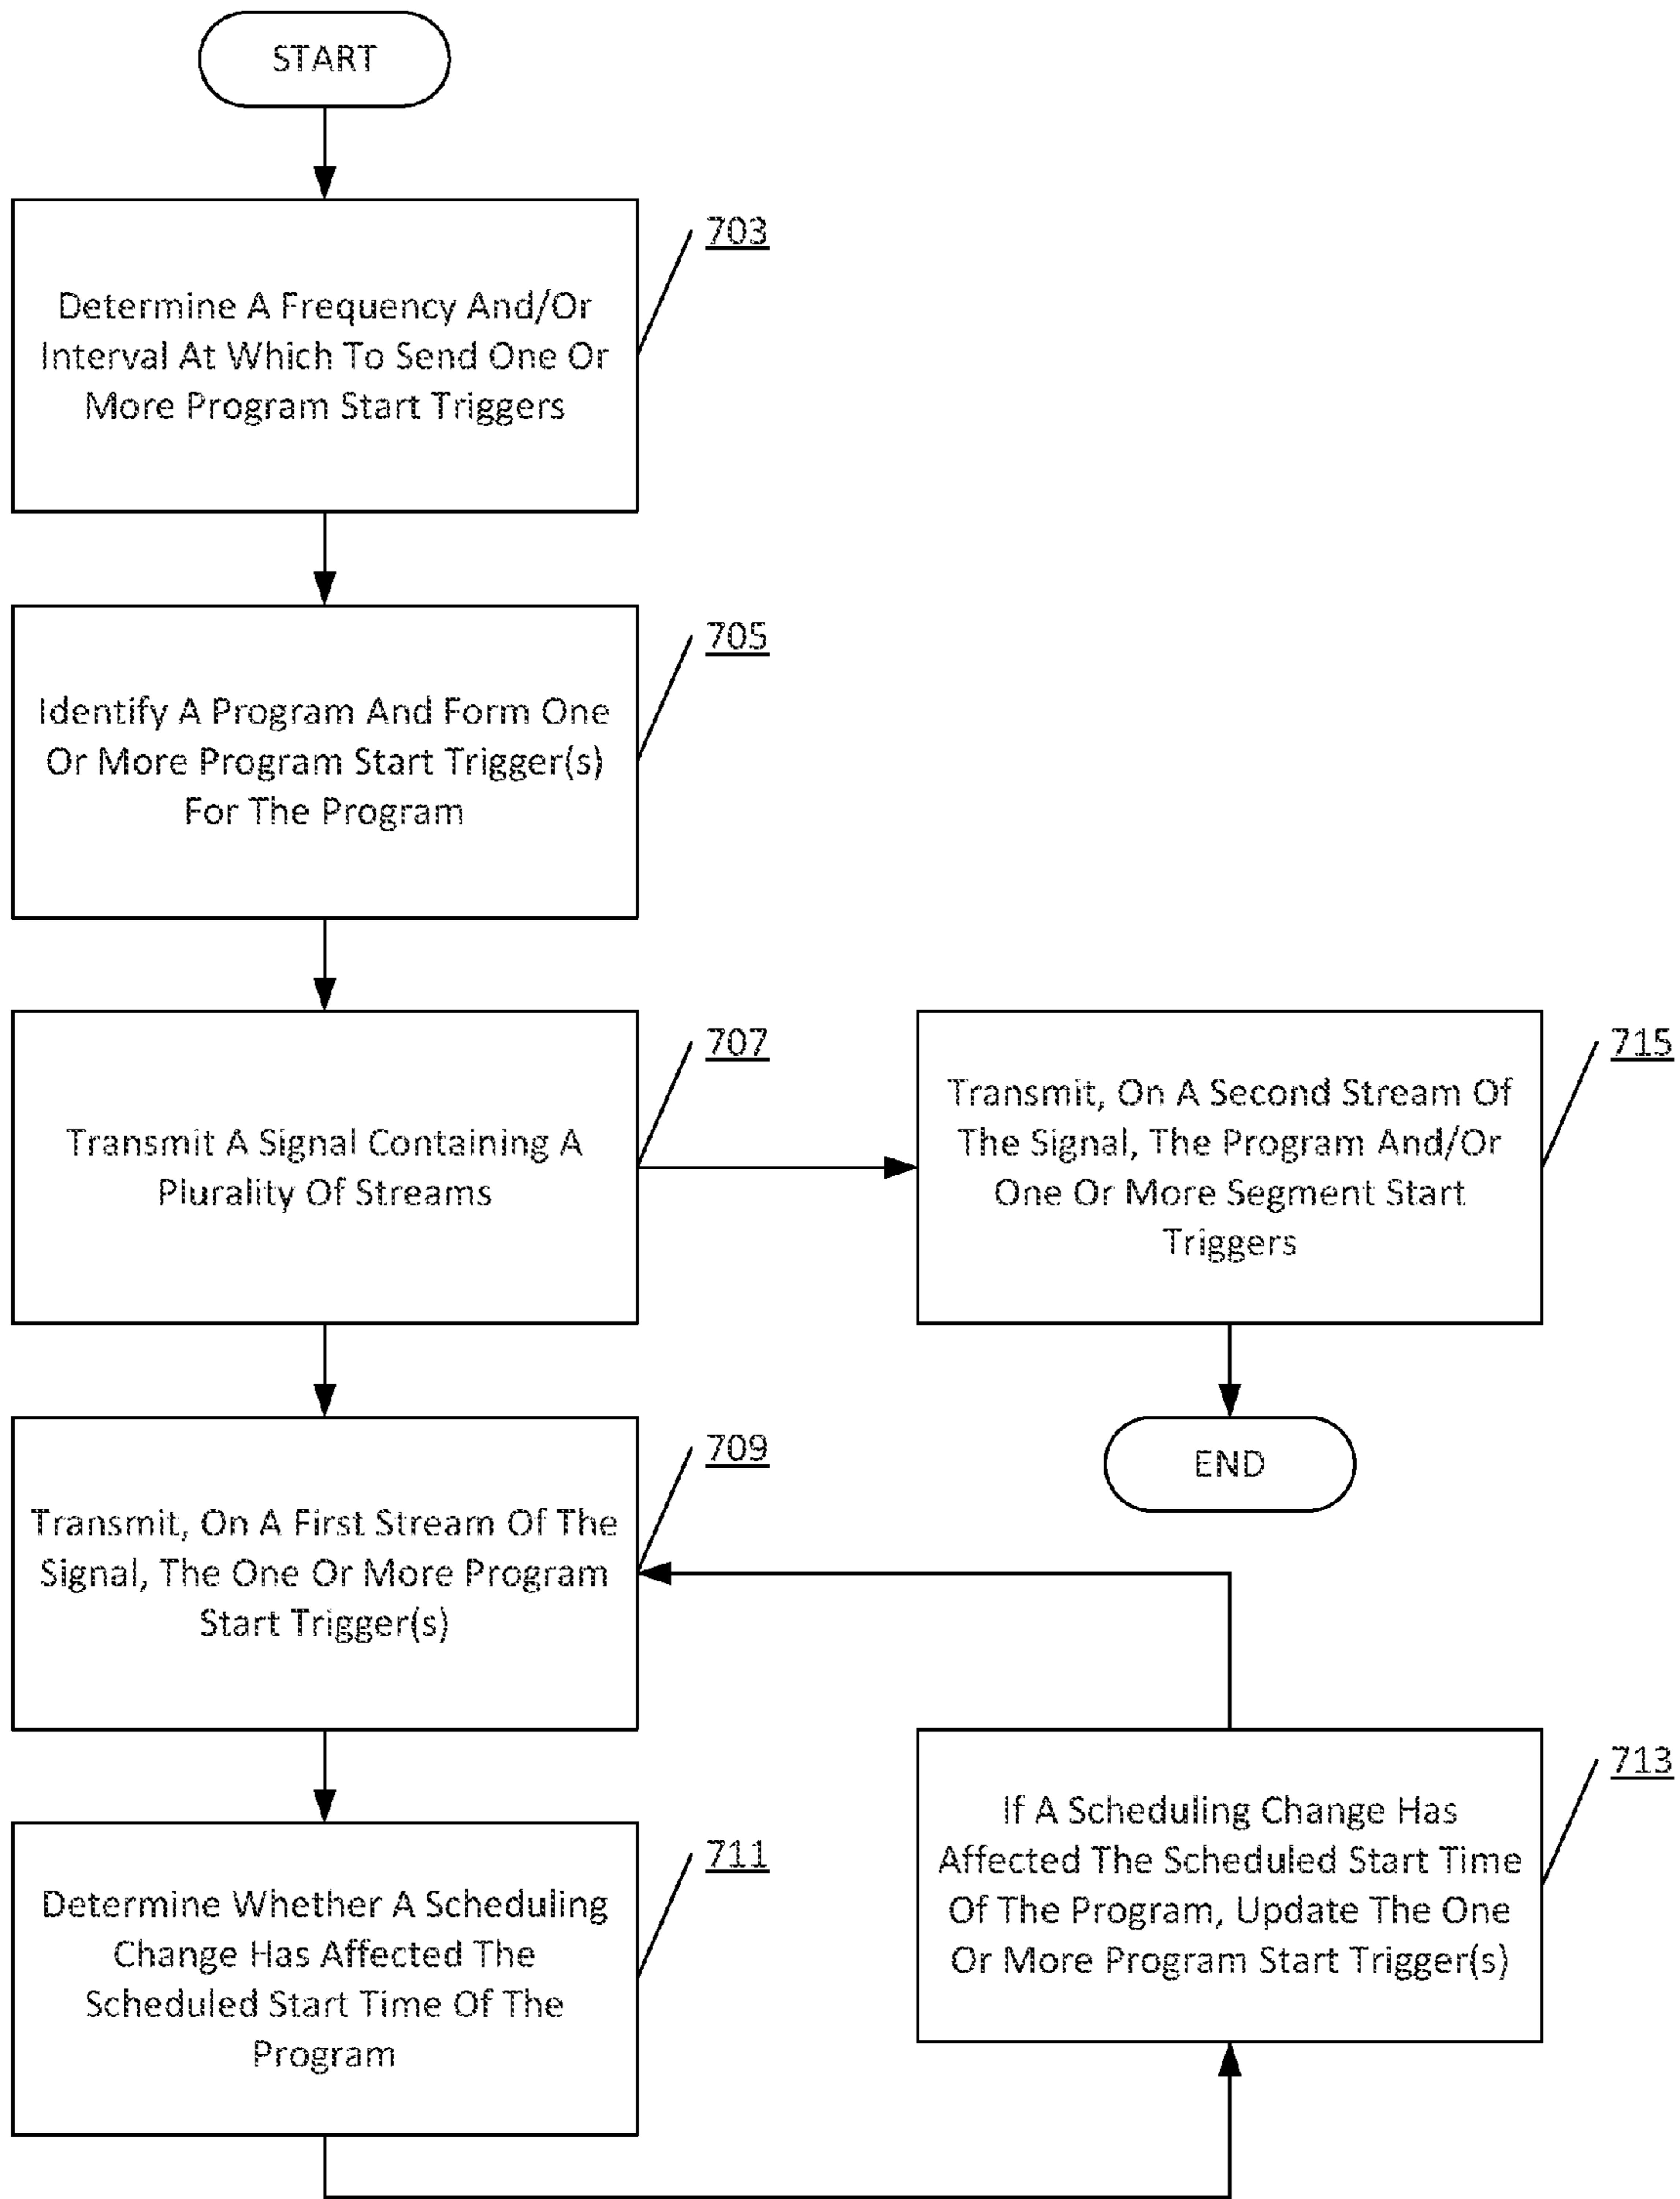 START
703
Determine A Frequency And/Or
Interval At Which To Send One Or
More Program Start Triggers
705
Identify A Program And Form One
Or More Program Start Trigger(s)
For The Program
707
Transmit A Signal Containing A
Plurality Of Streams
715
Transmit, On A Second Stream Of
The Signal, The Program And/Or
One Or More Segment Start
Triggers
END
709
Transmit, On A First Stream Of The
Signal, The One Or More Program
Start Trigger(s)
711
Determine Whether A Scheduling
Change Has Affected The
Scheduled Start Time Of The
Program
713
If A Scheduling Change Has
Affected The Scheduled Start Time
Of The Program, Update The One
Or More Program Start Trigger(s)